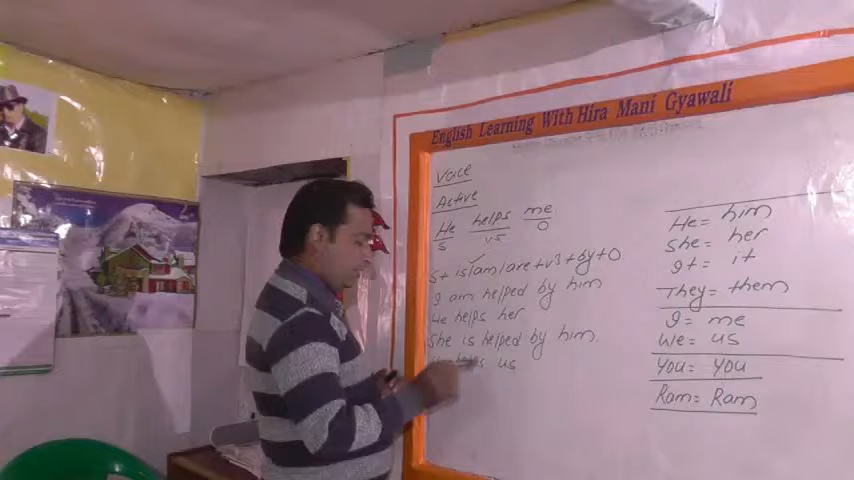 English Learning With Hira Mani Gyawali
Voice
Active
He helps me
S V5 O
S+ is/am/are+v3+by+O
I am helped by him
He helps her
She is helped by him.
us
He= him
She= her
It= it
They= them
I= me
We= us
You= You
Ram= Ram